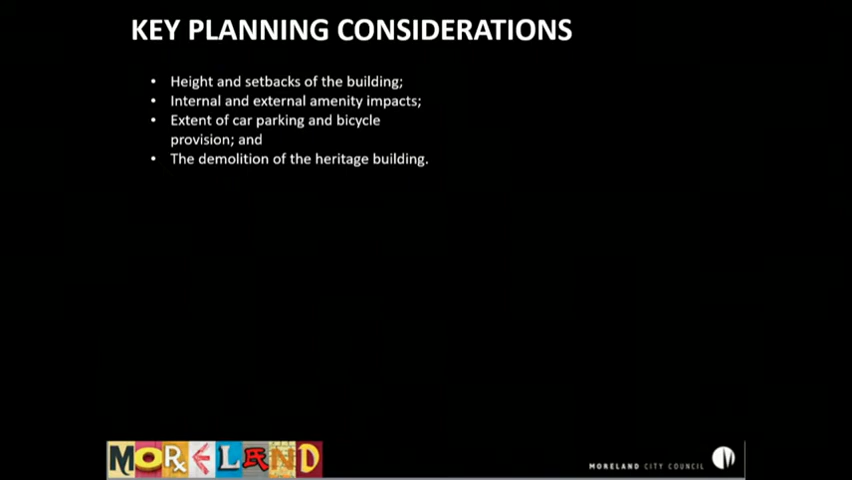 KEY PLANNING CONSIDERATIONS
• Height and setbacks of the building;
• Internal and external amenity impacts;
• Extent of car parking and bicycle
provision; and
• The demolition of the heritage building.
MORELAND
MORELAND CITY COUNCIL